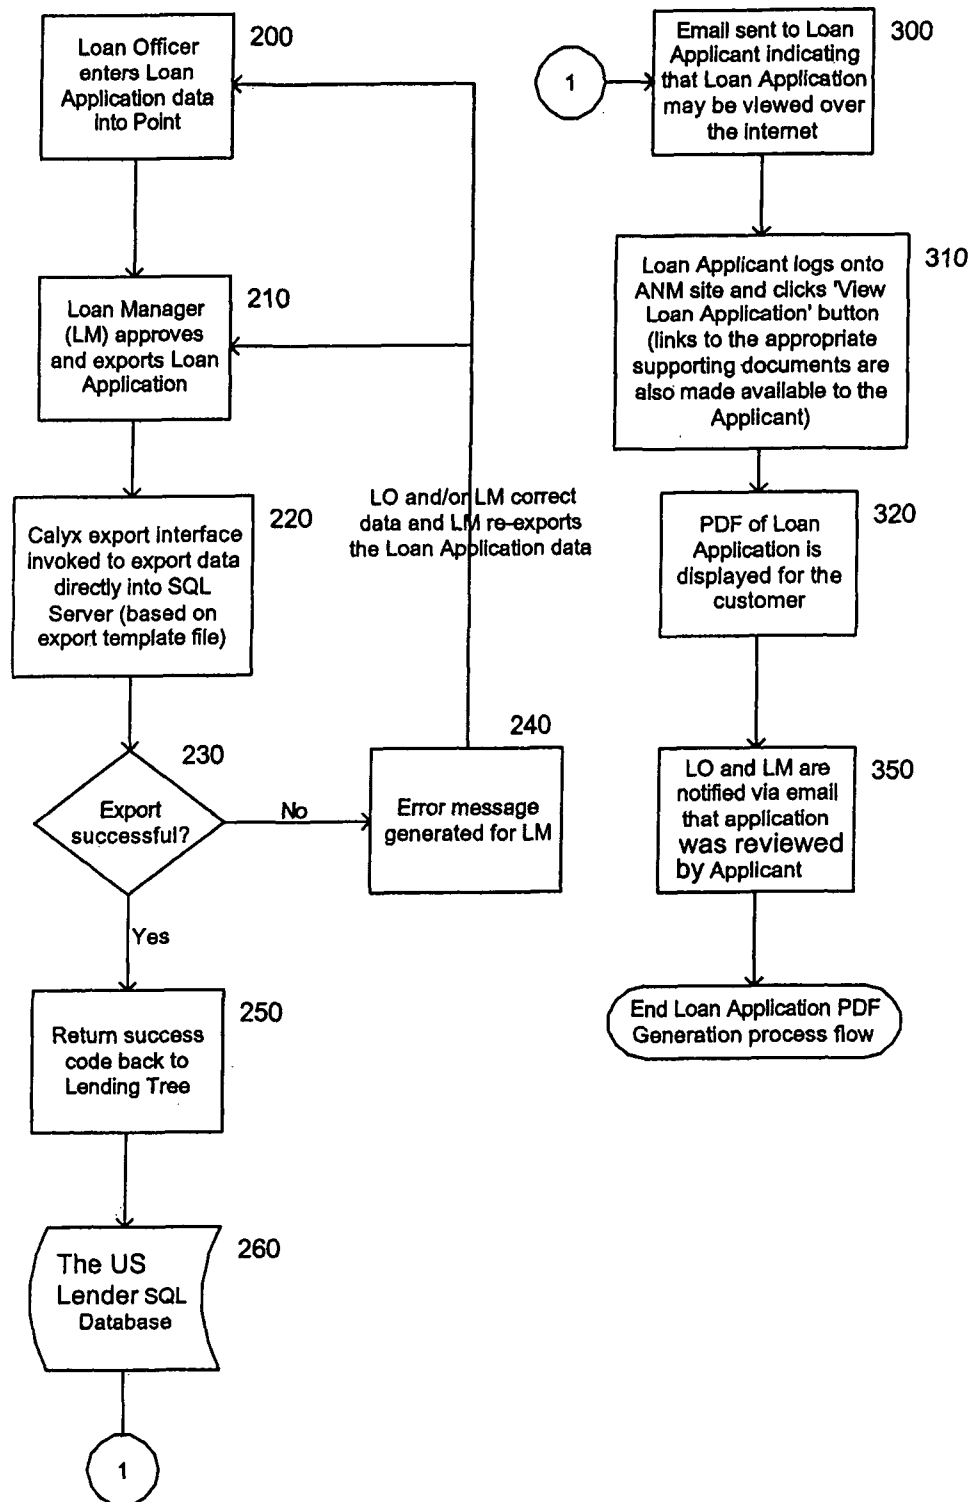 Loan Officer
enters Loan
Application data
into Point
200
Loan Manager
(LM) approves
and exports Loan
Application
210
LO and/or LM correct
data and LM re-exports
the Loan Application data
Calyx export interface
invoked to export data
directly into SQL
Server (based on
export template file)
220
Export
successful?
230
No
Error message
generated for LM
240
Yes
Return success
code back to
Lending Tree
250
The US
Lender SQL
Database
260
1
1
Email sent to Loan
Applicant indicating
that Loan Application
may be viewed over
the internet
300
Loan Applicant logs onto
ANM site and clicks 'View
Loan Application' button
(links to the appropriate
supporting documents are
also made available to the
Applicant)
310
PDF of Loan
Application is
displayed for the
customer
320
LO and LM are
notified via email
that application
was reviewed
by Applicant
350
End Loan Application PDF
Generation process flow